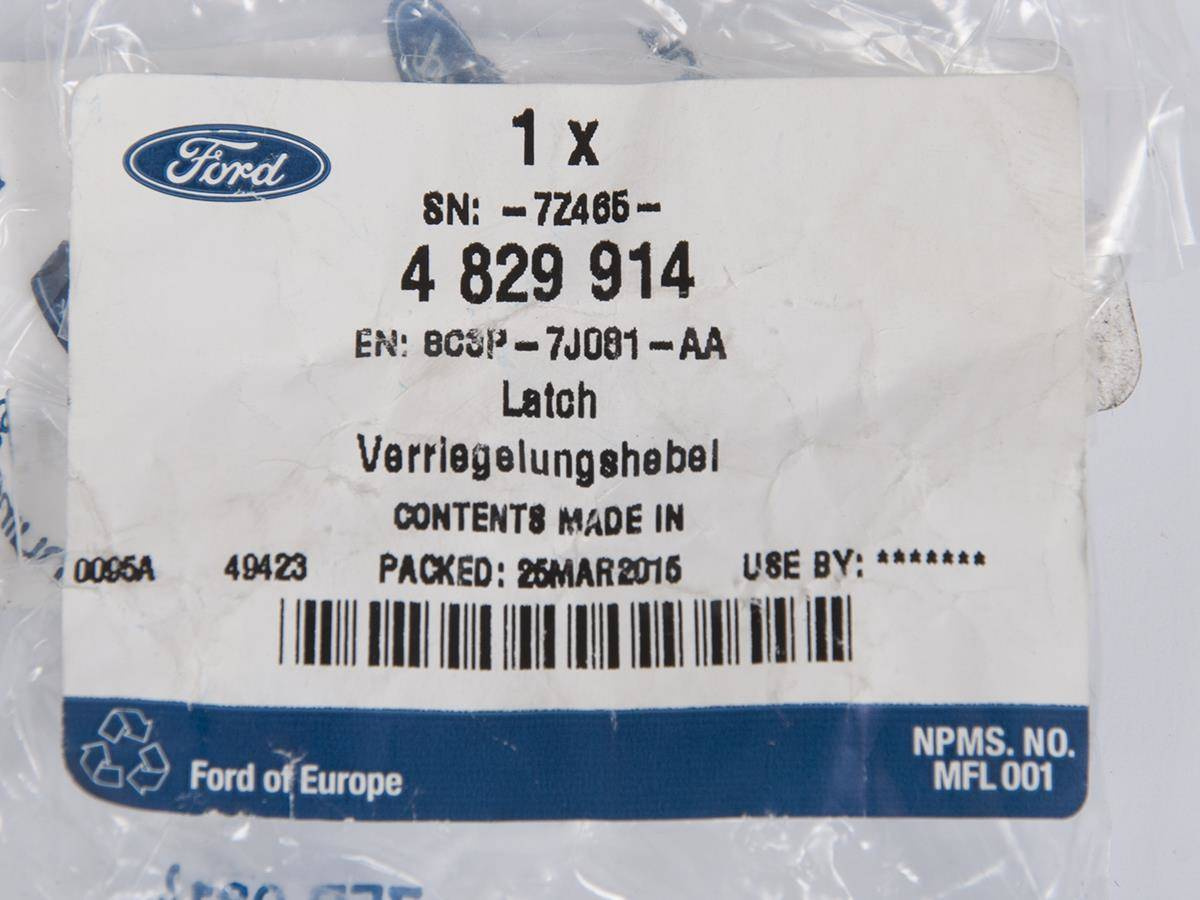 Ford
1 x
SN: -7Z465-
4 829 914
EN: 8C3P-7J081-AA
Latch
Verriegelungshebel
CONTENTS MADE IN
0095A 49423 PACKED: 25MAR2015 USE BY: *******
Ford of Europe
NPMS. NO.
MFL 001